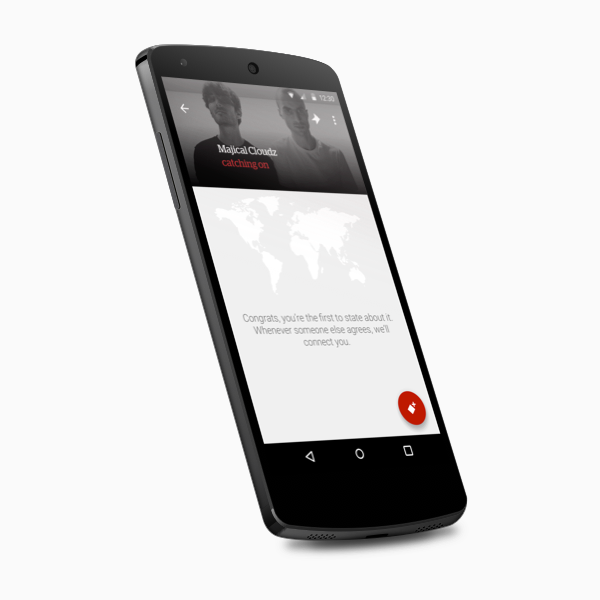 12:30
Majical Cloudz
catching on
Congrats, you're the first to state about it.
Whenever someone else agrees, we'll
connect you.